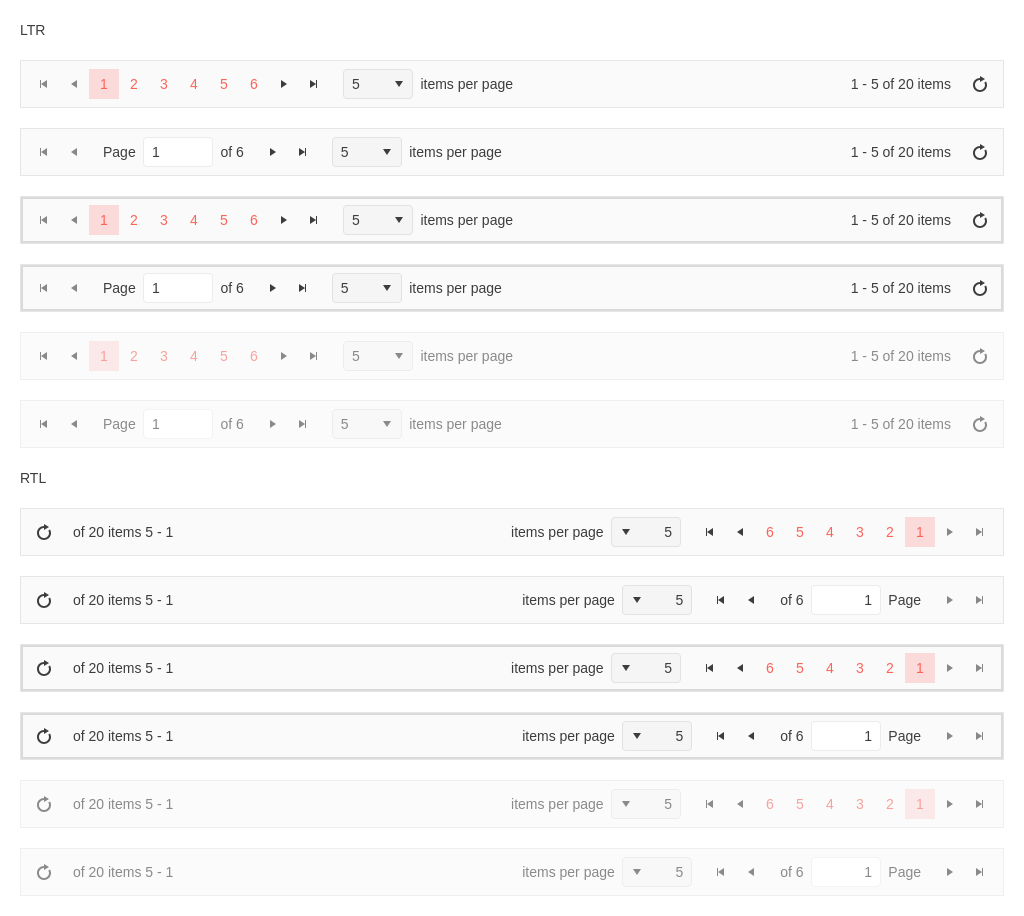 LTR
1 2 3 4 5 6 5 items per page 1 - 5 of 20 items
Page 1 of 6 5 items per page 1 - 5 of 20 items
1 2 3 4 5 6 5 items per page 1 - 5 of 20 items
Page 1 of 6 5 items per page 1 - 5 of 20 items
1 2 3 4 5 6 5 items per page 1 - 5 of 20 items
Page 1 of 6 5 items per page 1 - 5 of 20 items
RTL
of 20 items 5 - 1 items per page 5 6 5 4 3 2 1
of 20 items 5 - 1 items per page 5 of 6 1 Page
of 20 items 5 - 1 items per page 5 6 5 4 3 2 1
of 20 items 5 - 1 items per page 5 of 6 1 Page
of 20 items 5 - 1 items per page 5 6 5 4 3 2 1
of 20 items 5 - 1 items per page 5 of 6 1 Page